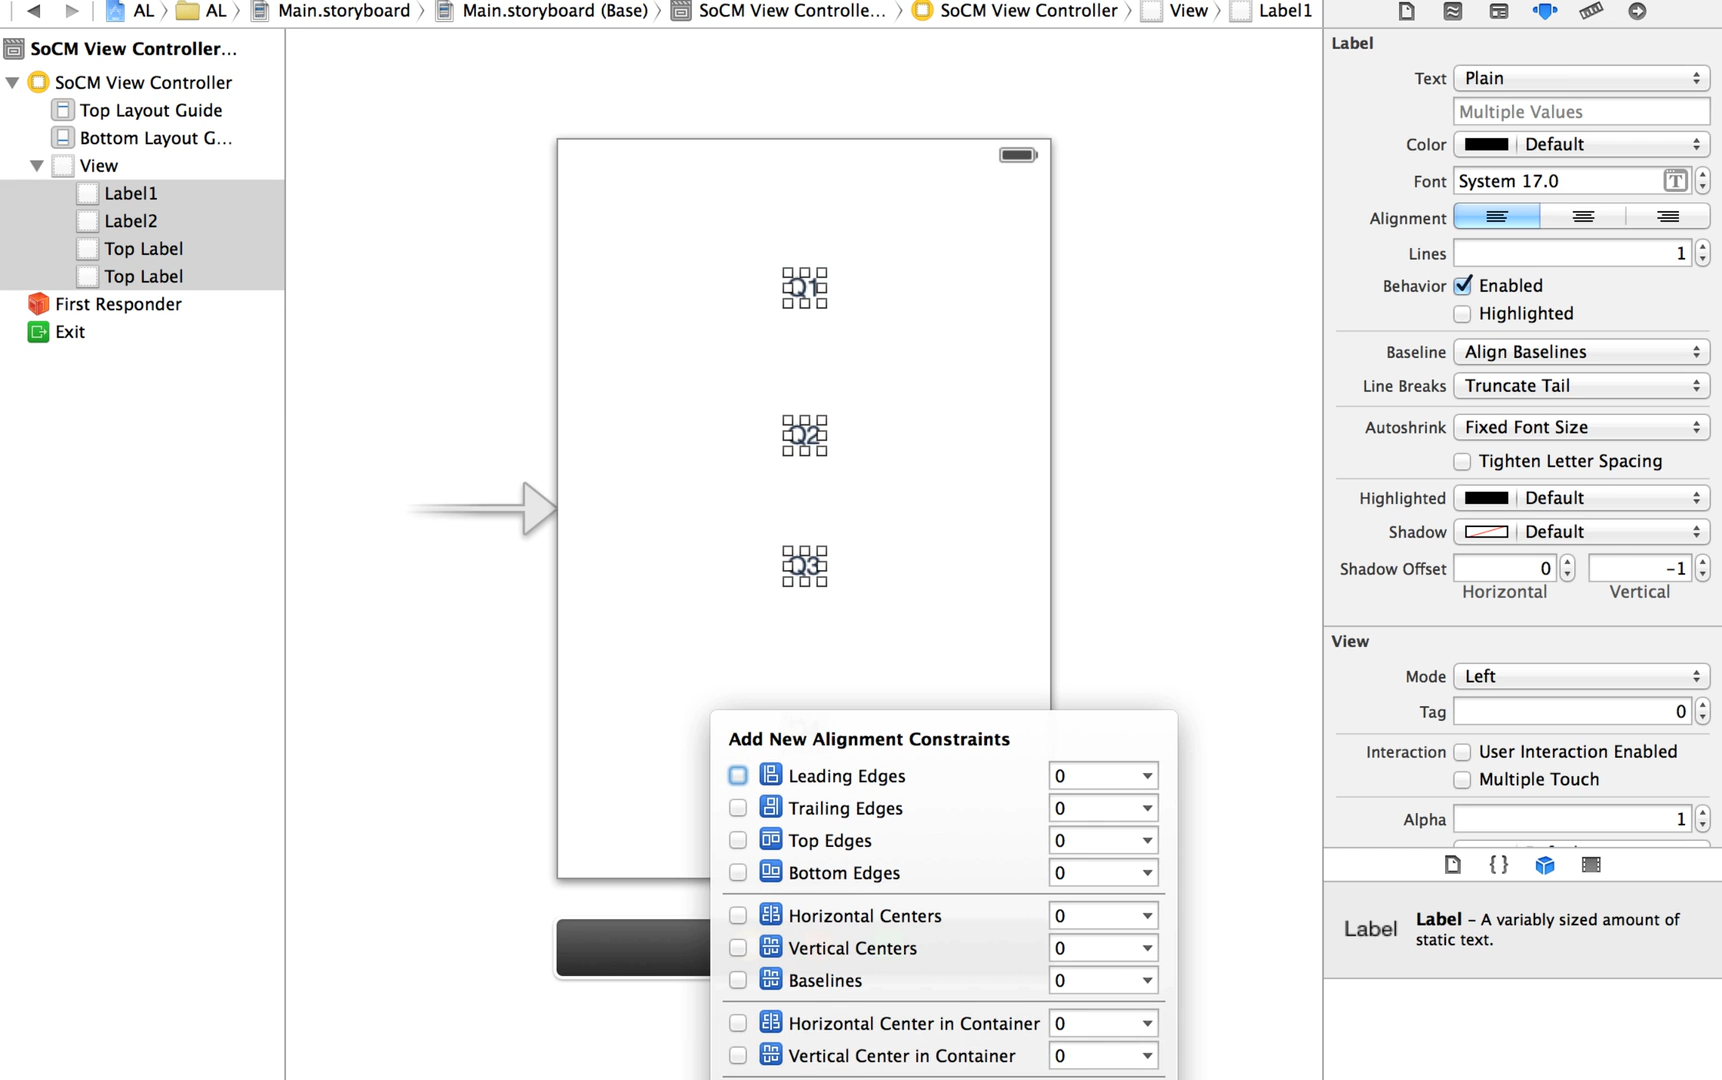 AL AL Main.storyboard Main.storyboard (Base) SoCM View Controlle... SoCM View Controller View Label1
SoCM View Controller...
SoCM View Controller
Top Layout Guide
Bottom Layout G...
View
Label1
Label2
Top Label
Top Label
First Responder
Exit
Q1
Q2
Q3
Add New Alignment Constraints
Leading Edges 0
Trailing Edges 0
Top Edges 0
Bottom Edges 0
Horizontal Centers 0
Vertical Centers 0
Baselines 0
Horizontal Center in Container 0
Vertical Center in Container 0
Label
Text Plain
Multiple Values
Color Default
Font System 17.0 T
Alignment
Lines 1
Behavior Enabled
Highlighted
Baseline Align Baselines
Line Breaks Truncate Tail
Autoshrink Fixed Font Size
Tighten Letter Spacing
Highlighted Default
Shadow Default
Shadow Offset 0 -1
Horizontal Vertical
View
Mode Left
Tag 0
Interaction User Interaction Enabled
Multiple Touch
Alpha 1
{ }
Label Label - A variably sized amount of
static text.